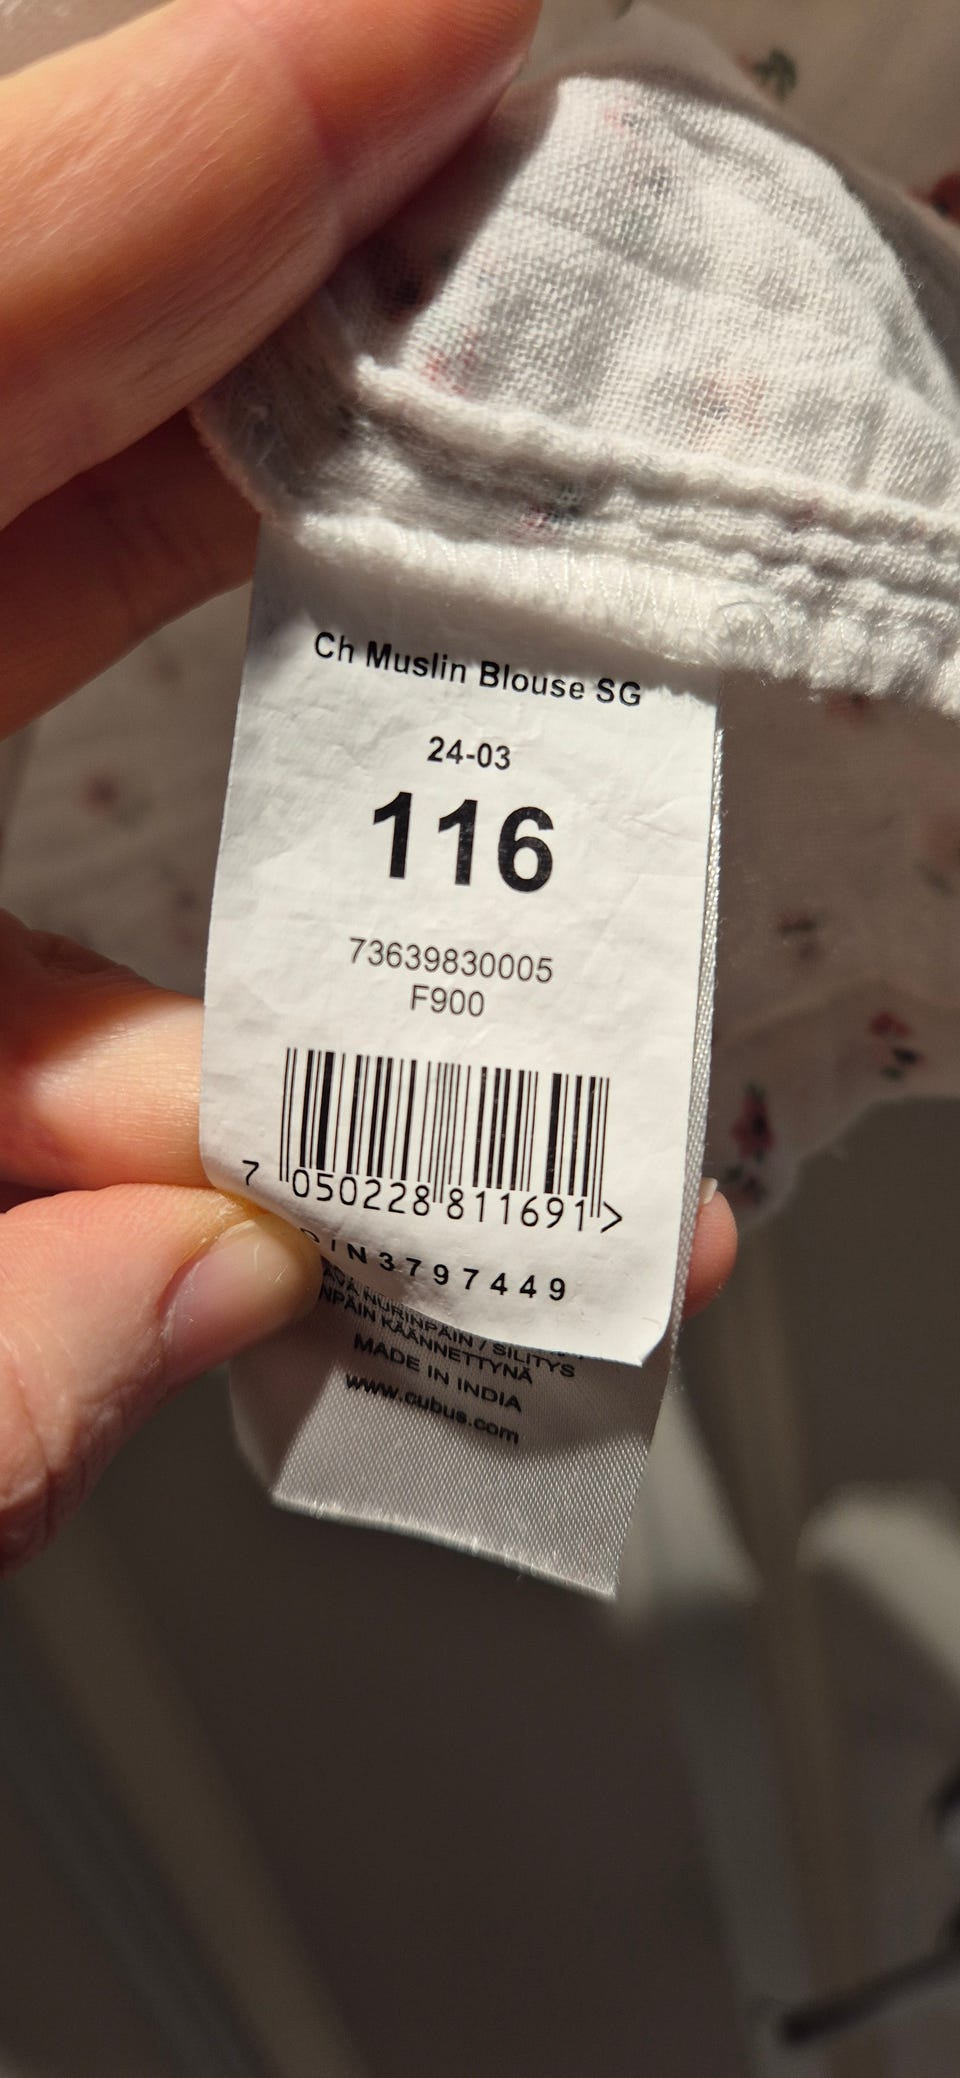 Ch Muslin Blouse SG
24-03
116
73639830005
F900
7 050228 811691 >
/N3797449
NURINPÄIN / SILITYS
KÄÄNNETTYNÄ
MADE IN INDIA
www.cubus.com